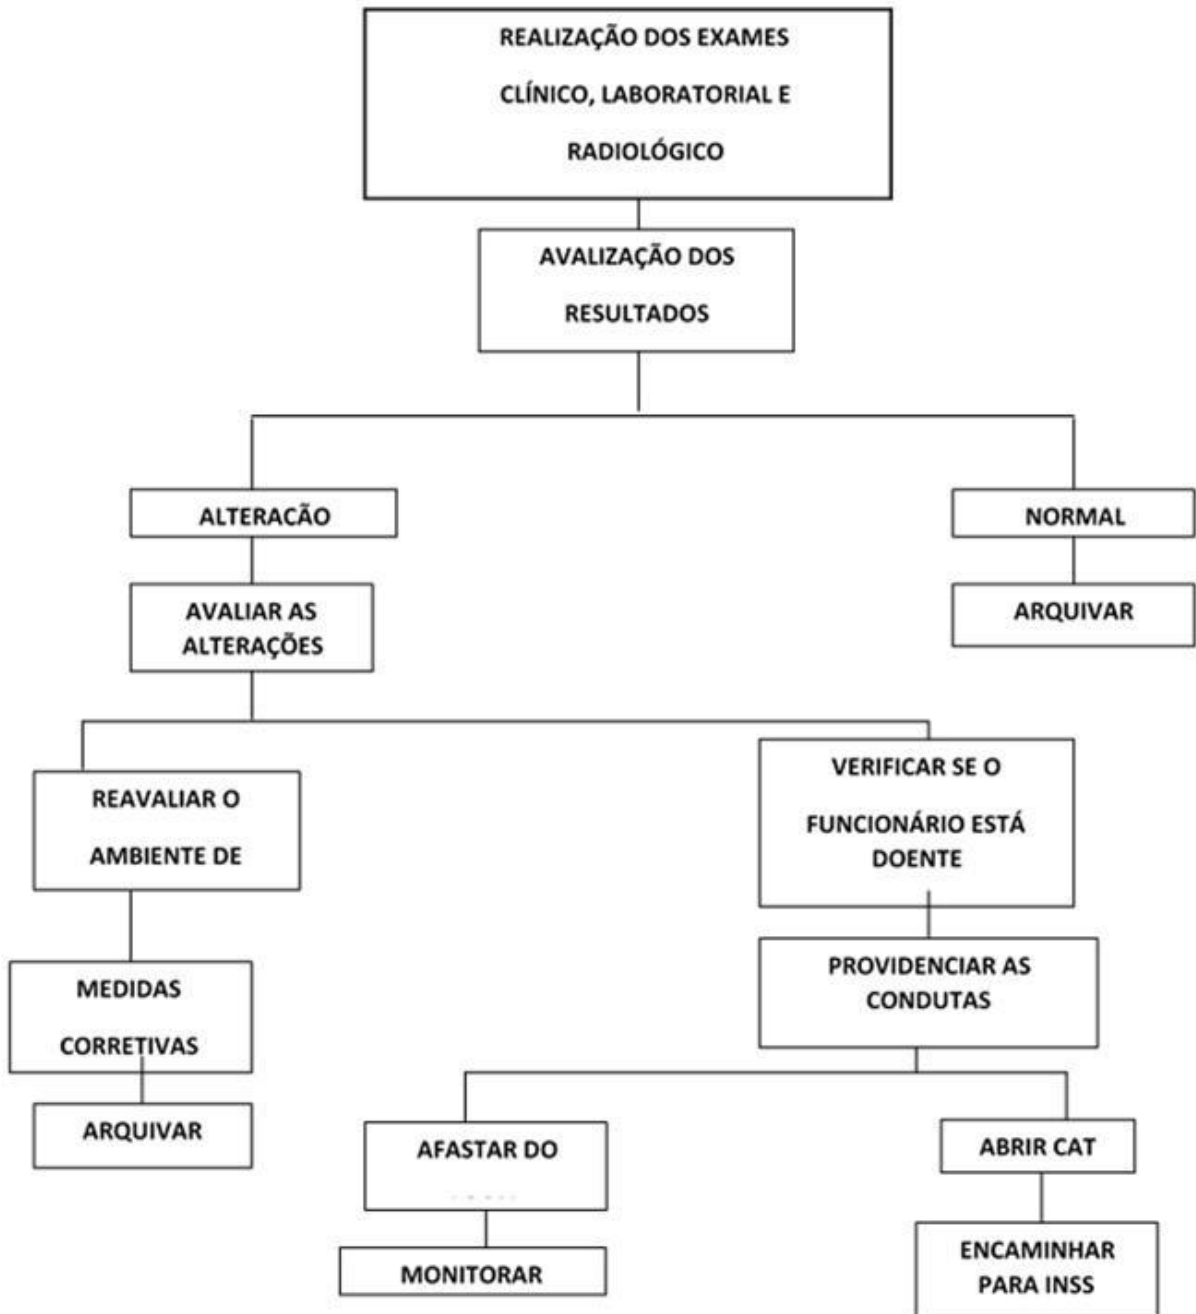 REALIZAÇÃO DOS EXAMES
CLÍNICO, LABORATORIAL E
RADIOLÓGICO
AVALIZAÇÃO DOS
RESULTADOS
ALTERACÃO
NORMAL
AVALIAR AS
ALTERAÇÕES
ARQUIVAR
REAVALIAR O
AMBIENTE DE
VERIFICAR SE O
FUNCIONÁRIO ESTÁ
DOENTE
MEDIDAS
CORRETIVAS
PROVIDENCIAR AS
CONDUTAS
ARQUIVAR
AFASTAR DO
ABRIR CAT
MONITORAR
ENCAMINHAR
PARA INSS